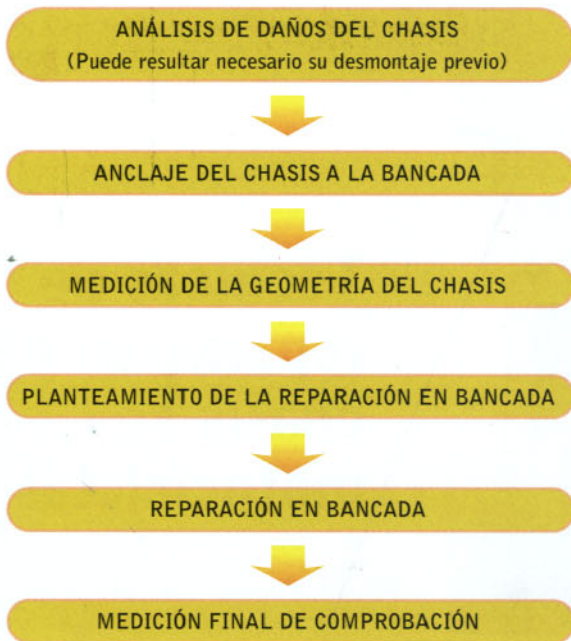 ANÁLISIS DE DAÑOS DEL CHASIS
(Puede resultar necesario su desmontaje previo)
ANCLAJE DEL CHASIS A LA BANCADA
MEDICIÓN DE LA GEOMETRÍA DEL CHASIS
PLANTEAMIENTO DE LA REPARACIÓN EN BANCADA
REPARACIÓN EN BANCADA
MEDICIÓN FINAL DE COMPROBACIÓN